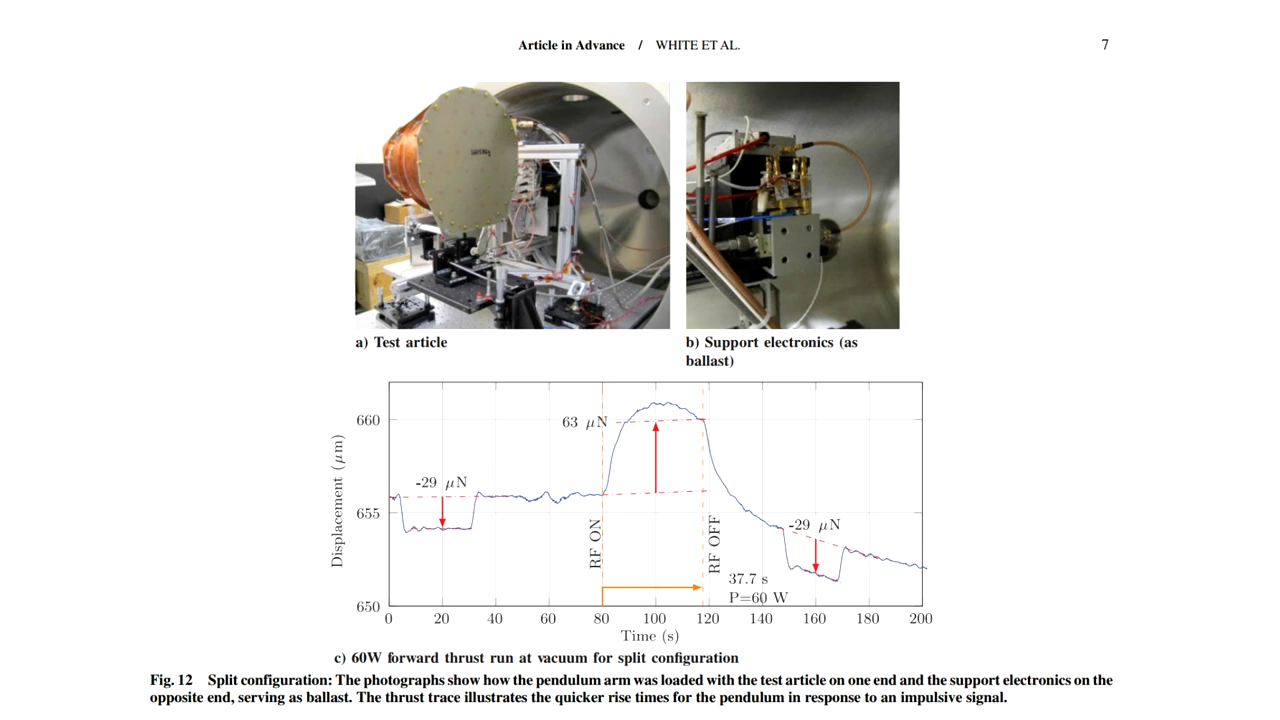 Article in Advance / WHITE ET AL.
7
a) Test article
b) Support electronics (as
ballast)
660
655
650
Displacement (μm)
-29 μN
63 μN
-29 μN
RF ON
RF OFF
37.7 s
P=60 W
0 20 40 60 80 100 120 140 160 180 200
Time (s)
c) 60W forward thrust run at vacuum for split configuration
Fig. 12 Split configuration: The photographs show how the pendulum arm was loaded with the test article on one end and the support electronics on the
opposite end, serving as ballast. The thrust trace illustrates the quicker rise times for the pendulum in response to an impulsive signal.